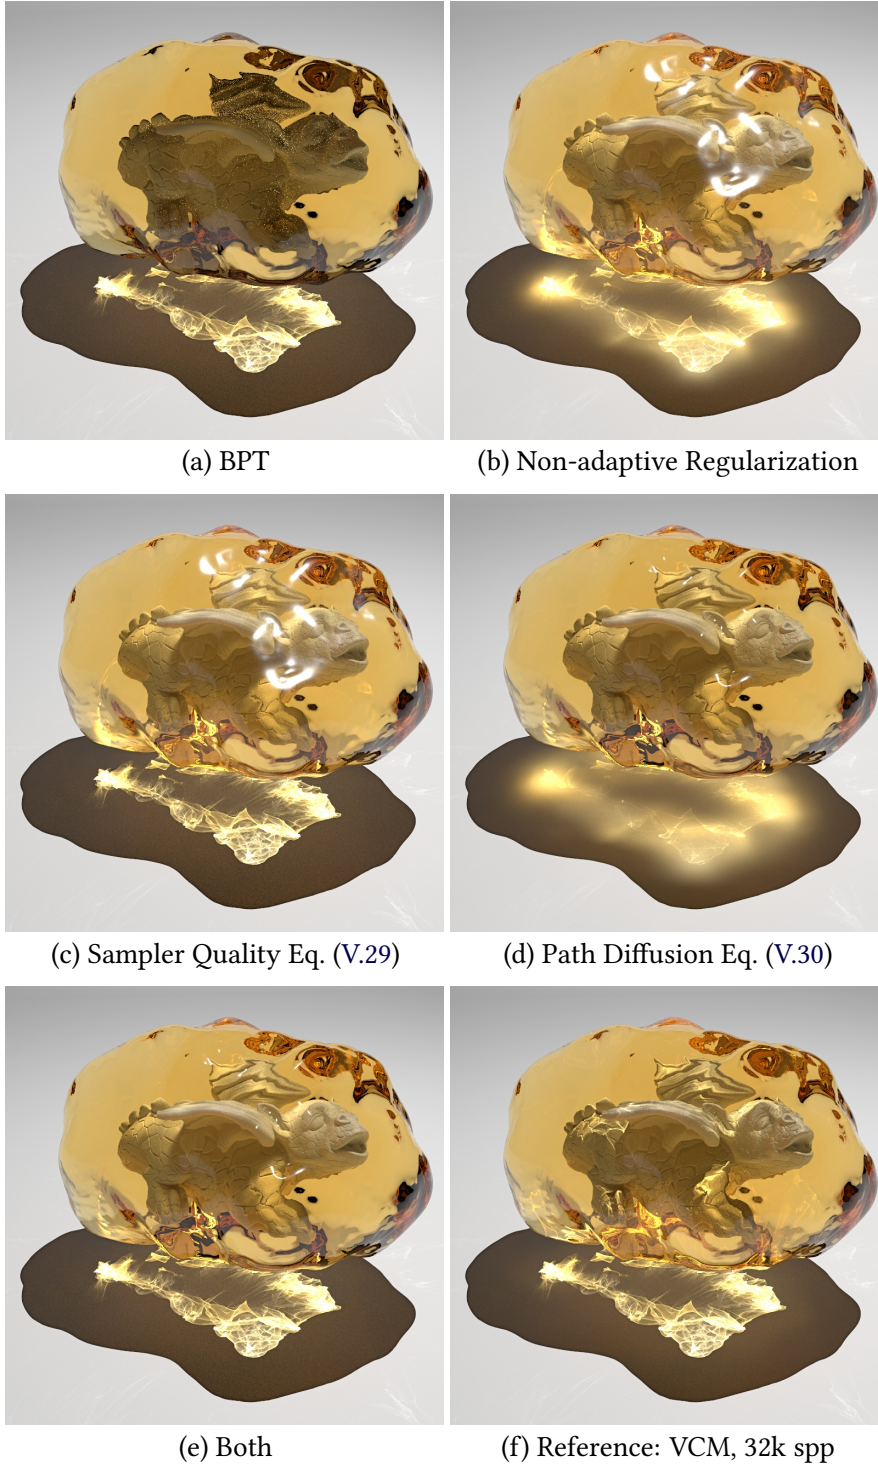 (a) BPT
(b) Non-adaptive Regularization
(c) Sampler Quality Eq. (V.29)
(d) Path Diffusion Eq. (V.30)
(e) Both
(f) Reference: VCM, 32k spp